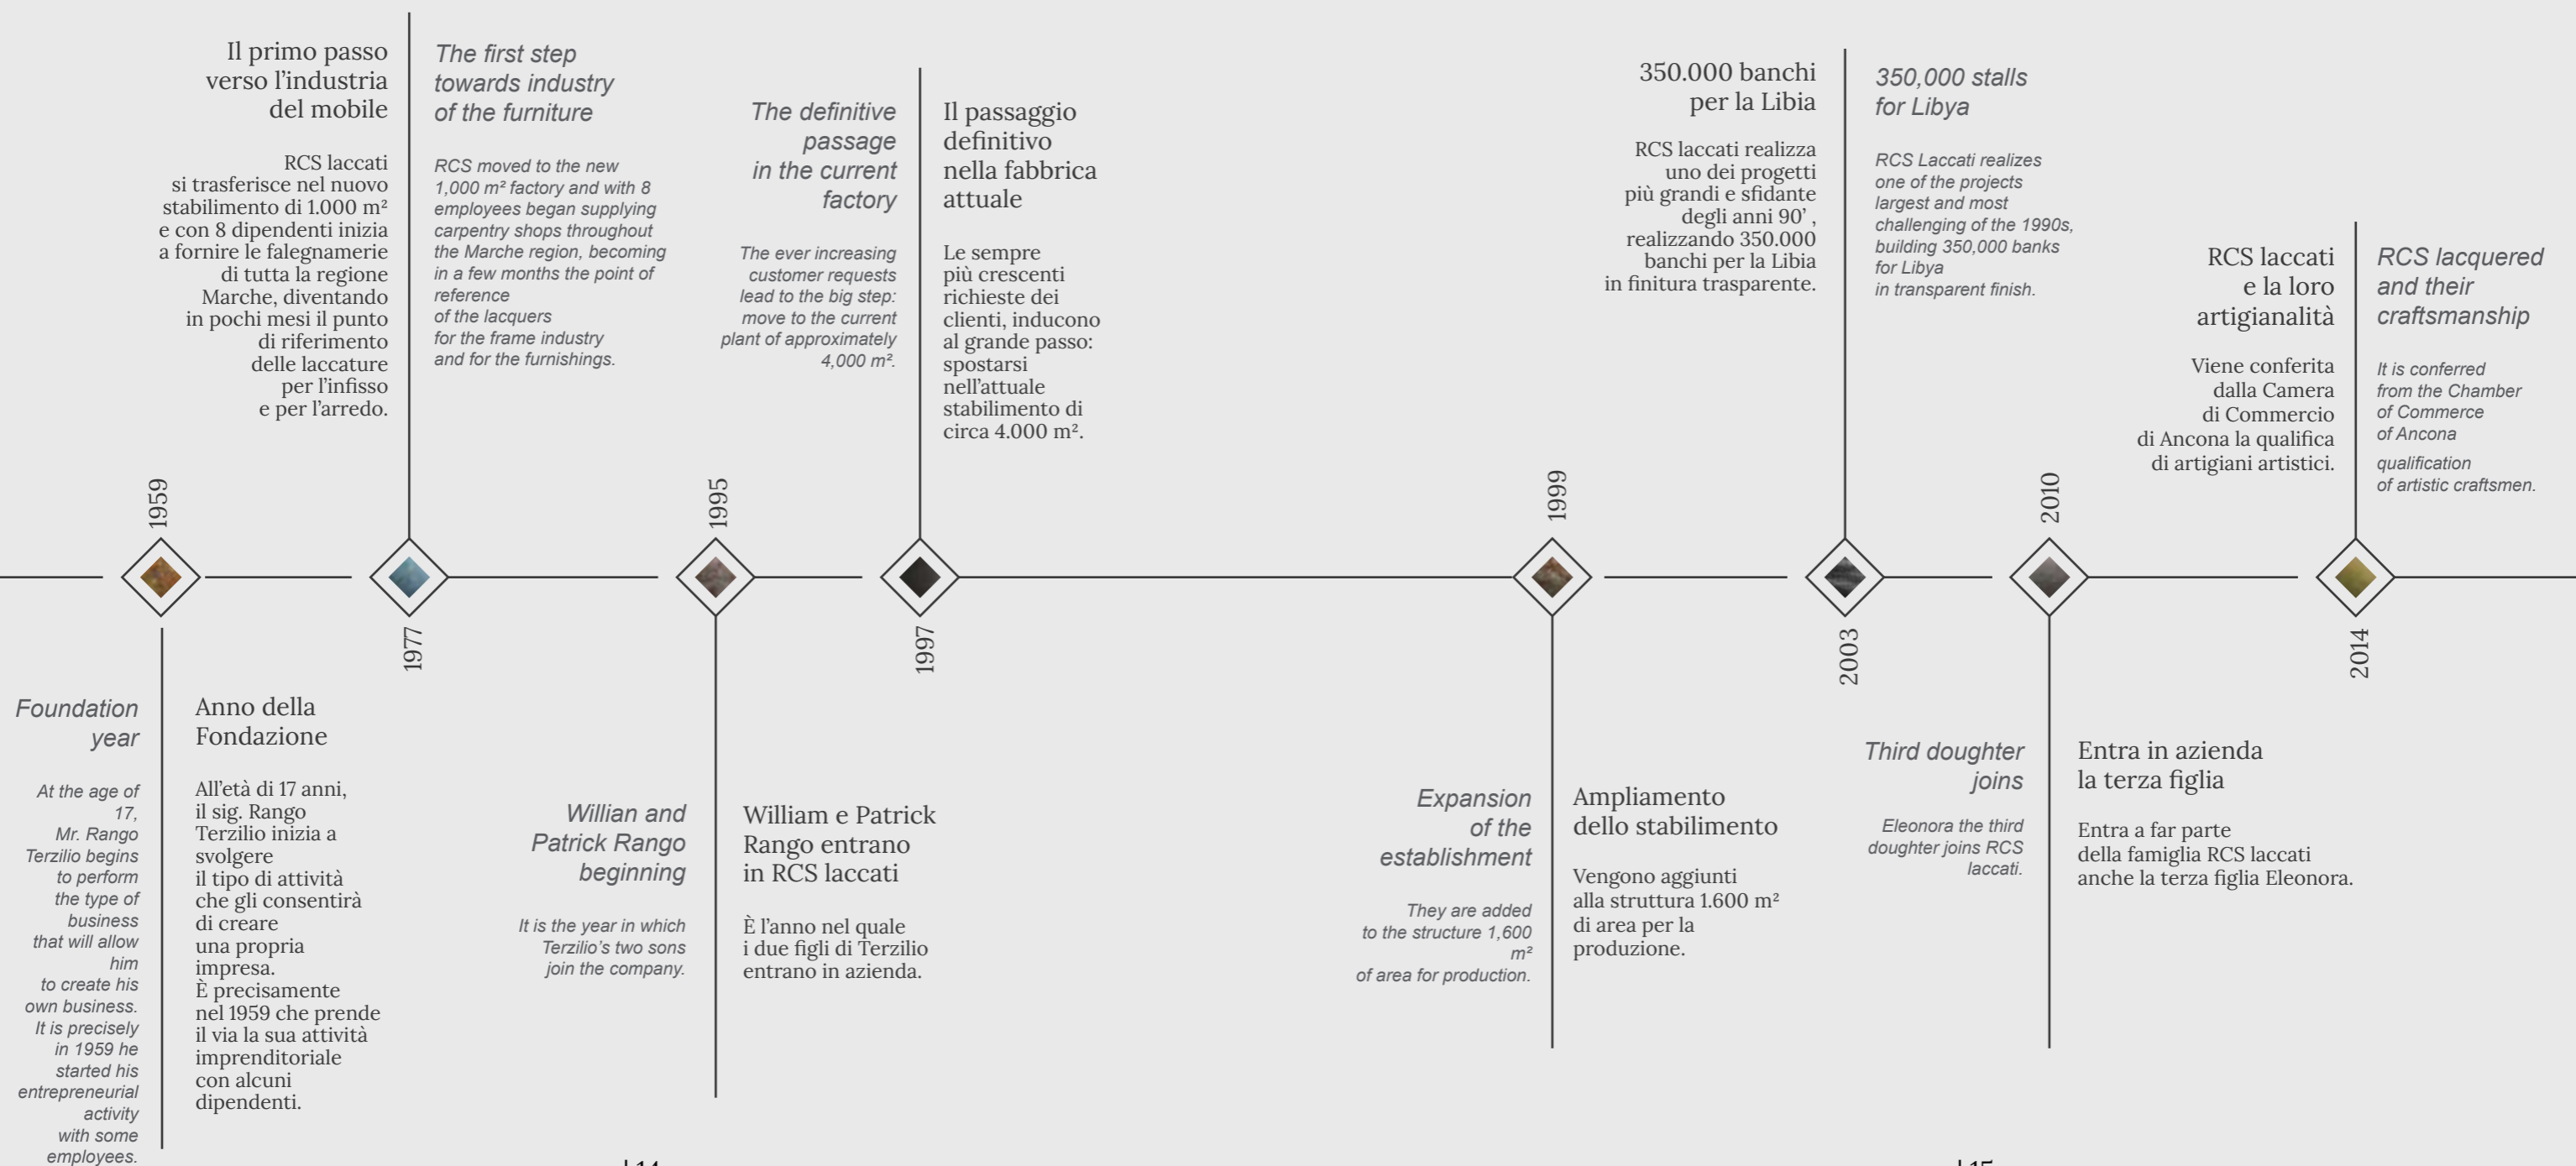 Il primo passo
verso l’industria
del mobile
RCS laccati
si trasferisce nel nuovo
stabilimento di 1.000 m²
e con 8 dipendenti inizia
a fornire le falegnamerie
di tutta la regione
Marche, diventando
in pochi mesi il punto
di riferimento
delle laccature
per l’infisso
e per l’arredo.
The first step
towards industry
of the furniture
RCS moved to the new
1,000 m² factory and with 8
employees began supplying
carpentry shops throughout
the Marche region, becoming
in a few months the point of
reference
of the lacquers
for the frame industry
and for the furnishings.
The definitive
passage
in the current
factory
The ever increasing
customer requests
lead to the big step:
move to the current
plant of approximately
4,000 m².
Il passaggio
definitivo
nella fabbrica
attuale
Le sempre
più crescenti
richieste dei
clienti, inducono
al grande passo:
spostarsi
nell’attuale
stabilimento di
circa 4.000 m².
350.000 banchi
per la Libia
RCS laccati realizza
uno dei progetti
più grandi e sfidante
degli anni 90’ ,
realizzando 350.000
banchi per la Libia
in finitura trasparente.
350,000 stalls
for Libya
RCS Laccati realizes
one of the projects
largest and most
challenging of the 1990s,
building 350,000 banks
for Libya
in transparent finish.
RCS laccati
e la loro
artigianalità
Viene conferita
dalla Camera
di Commercio
di Ancona la qualifica
di artigiani artistici.
RCS lacquered
and their
craftsmanship
It is conferred
from the Chamber
of Commerce
of Ancona
qualification
of artistic craftsmen.
1959
1977
1995
1997
1999
2003
2010
2014
Foundation
year
At the age of
17,
Mr. Rango
Terzilio begins
to perform
the type of
business
that will allow
him
to create his
own business.
It is precisely
in 1959 he
started his
entrepreneurial
activity
with some
employees.
Anno della
Fondazione
All’età di 17 anni,
il sig. Rango
Terzilio inizia a
svolgere
il tipo di attività
che gli consentirà
di creare
una propria
impresa.
È precisamente
nel 1959 che prende
il via la sua attività
imprenditoriale
con alcuni
dipendenti.
Willian and
Patrick Rango
beginning
It is the year in which
Terzilio’s two sons
join the company.
William e Patrick
Rango entrano
in RCS laccati
È l’anno nel quale
i due figli di Terzilio
entrano in azienda.
Expansion
of the
establishment
They are added
to the structure 1,600
m²
of area for production.
Ampliamento
dello stabilimento
Vengono aggiunti
alla struttura 1.600 m²
di area per la
produzione.
Third doughter
joins
Eleonora the third
doughter joins RCS
laccati.
Entra in azienda
la terza figlia
Entra a far parte
della famiglia RCS laccati
anche la terza figlia Eleonora.
|14
|15